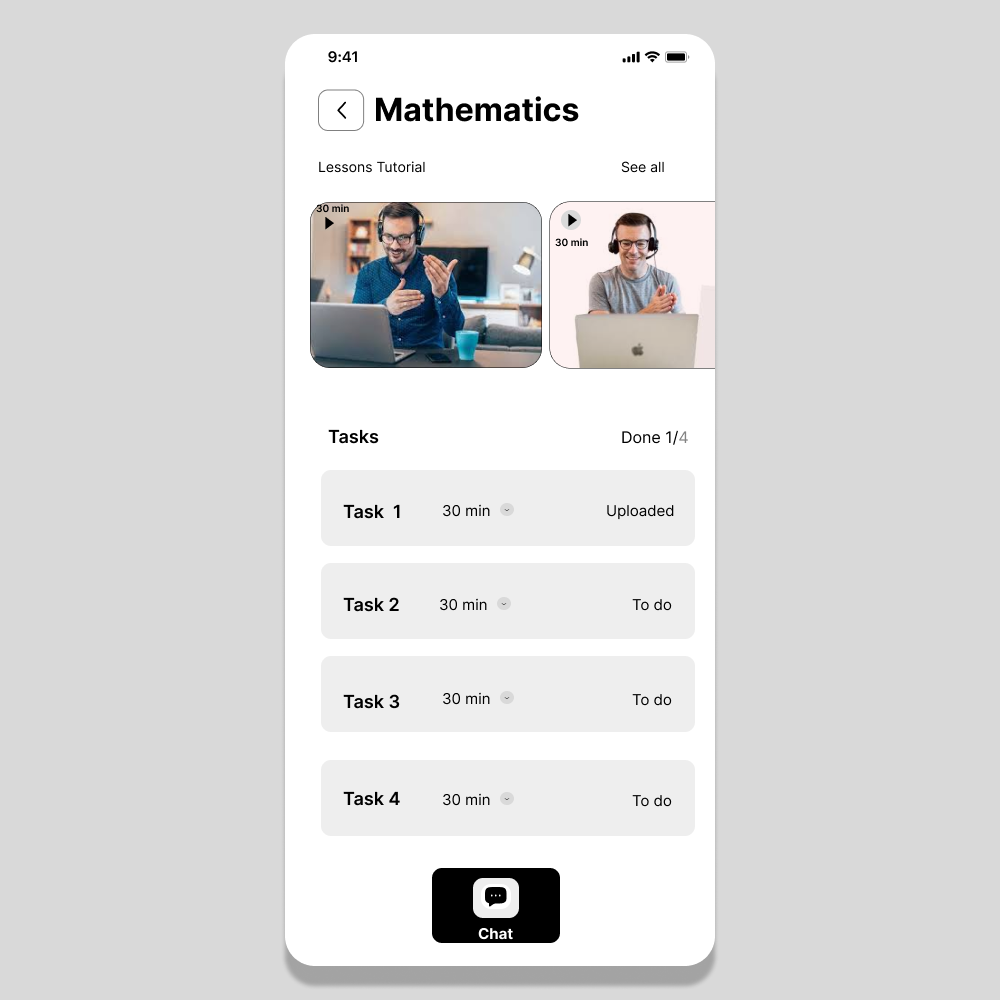 9:41
Mathematics
Lessons Tutorial See all
30 min
30 min
Tasks Done 1/4
Task 1 30 min Uploaded
Task 2 30 min To do
Task 3 30 min To do
Task 4 30 min To do
Chat